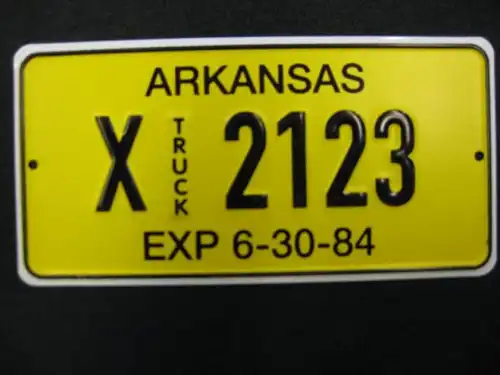 ARKANSAS
X TRUCK 2123
EXP 6-30-84